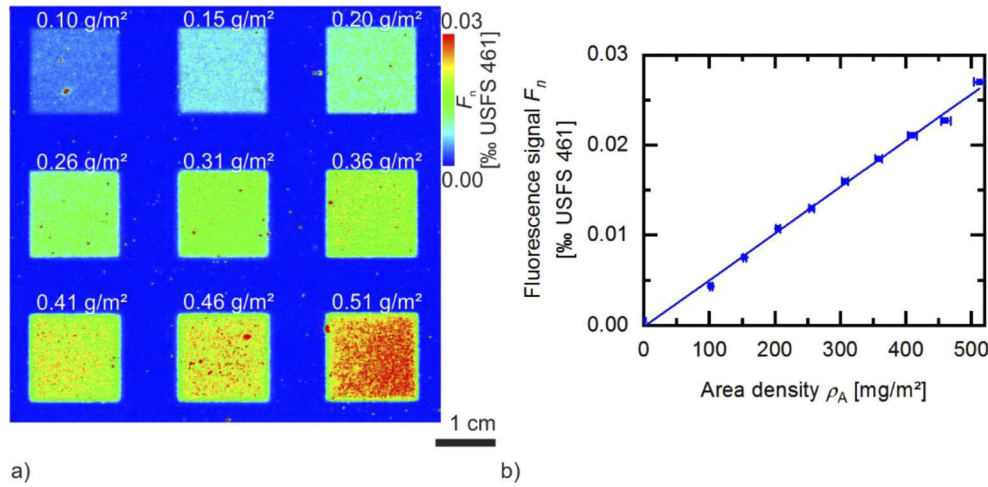 0.10 g/m² 0.15 g/m² 0.20 g/m² 0.03
F_n
[‰ USFS 461]
0.00
0.26 g/m² 0.31 g/m² 0.36 g/m²
0.41 g/m² 0.46 g/m² 0.51 g/m²
1 cm
a)
Fluorescence signal F_n
[‰ USFS 461]
0.03
0.02
0.01
0.00
0 100 200 300 400 500
Area density ρ_A [mg/m²]
b)